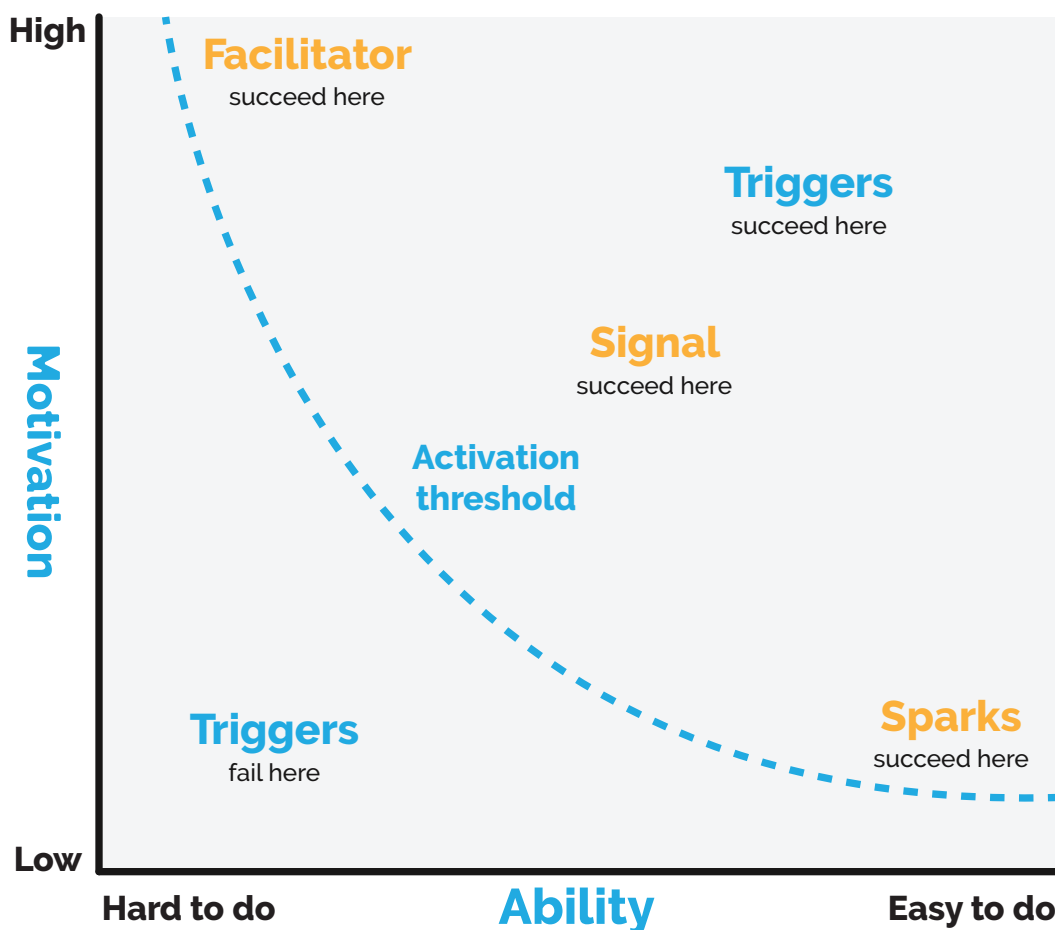 High
Facilitator
succeed here
Triggers
succeed here
Signal
succeed here
Motivation
Activation
threshold
Triggers
fail here
Sparks
succeed here
Low
Hard to do
Ability
Easy to do